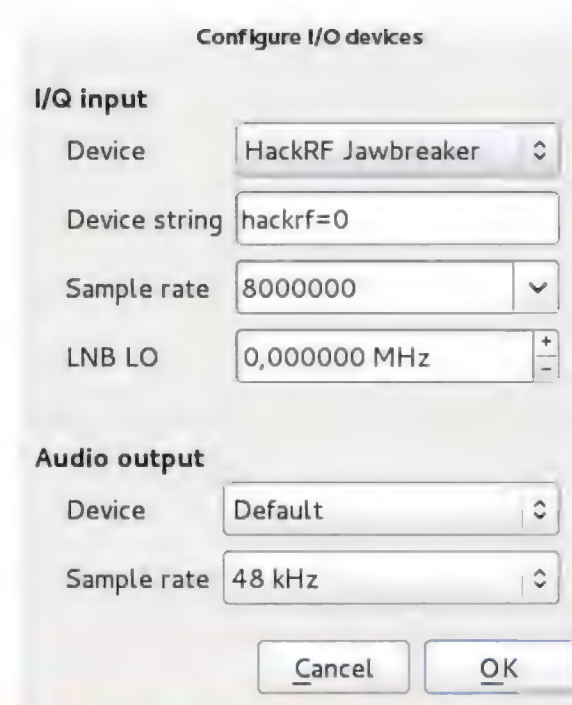 Configure I/O devices
I/Q input
Device HackRF Jawbreaker
Device string hackrf=0
Sample rate 8000000
LNB LO 0,000000 MHz
Audio output
Device Default
Sample rate 48 kHz
Cancel OK